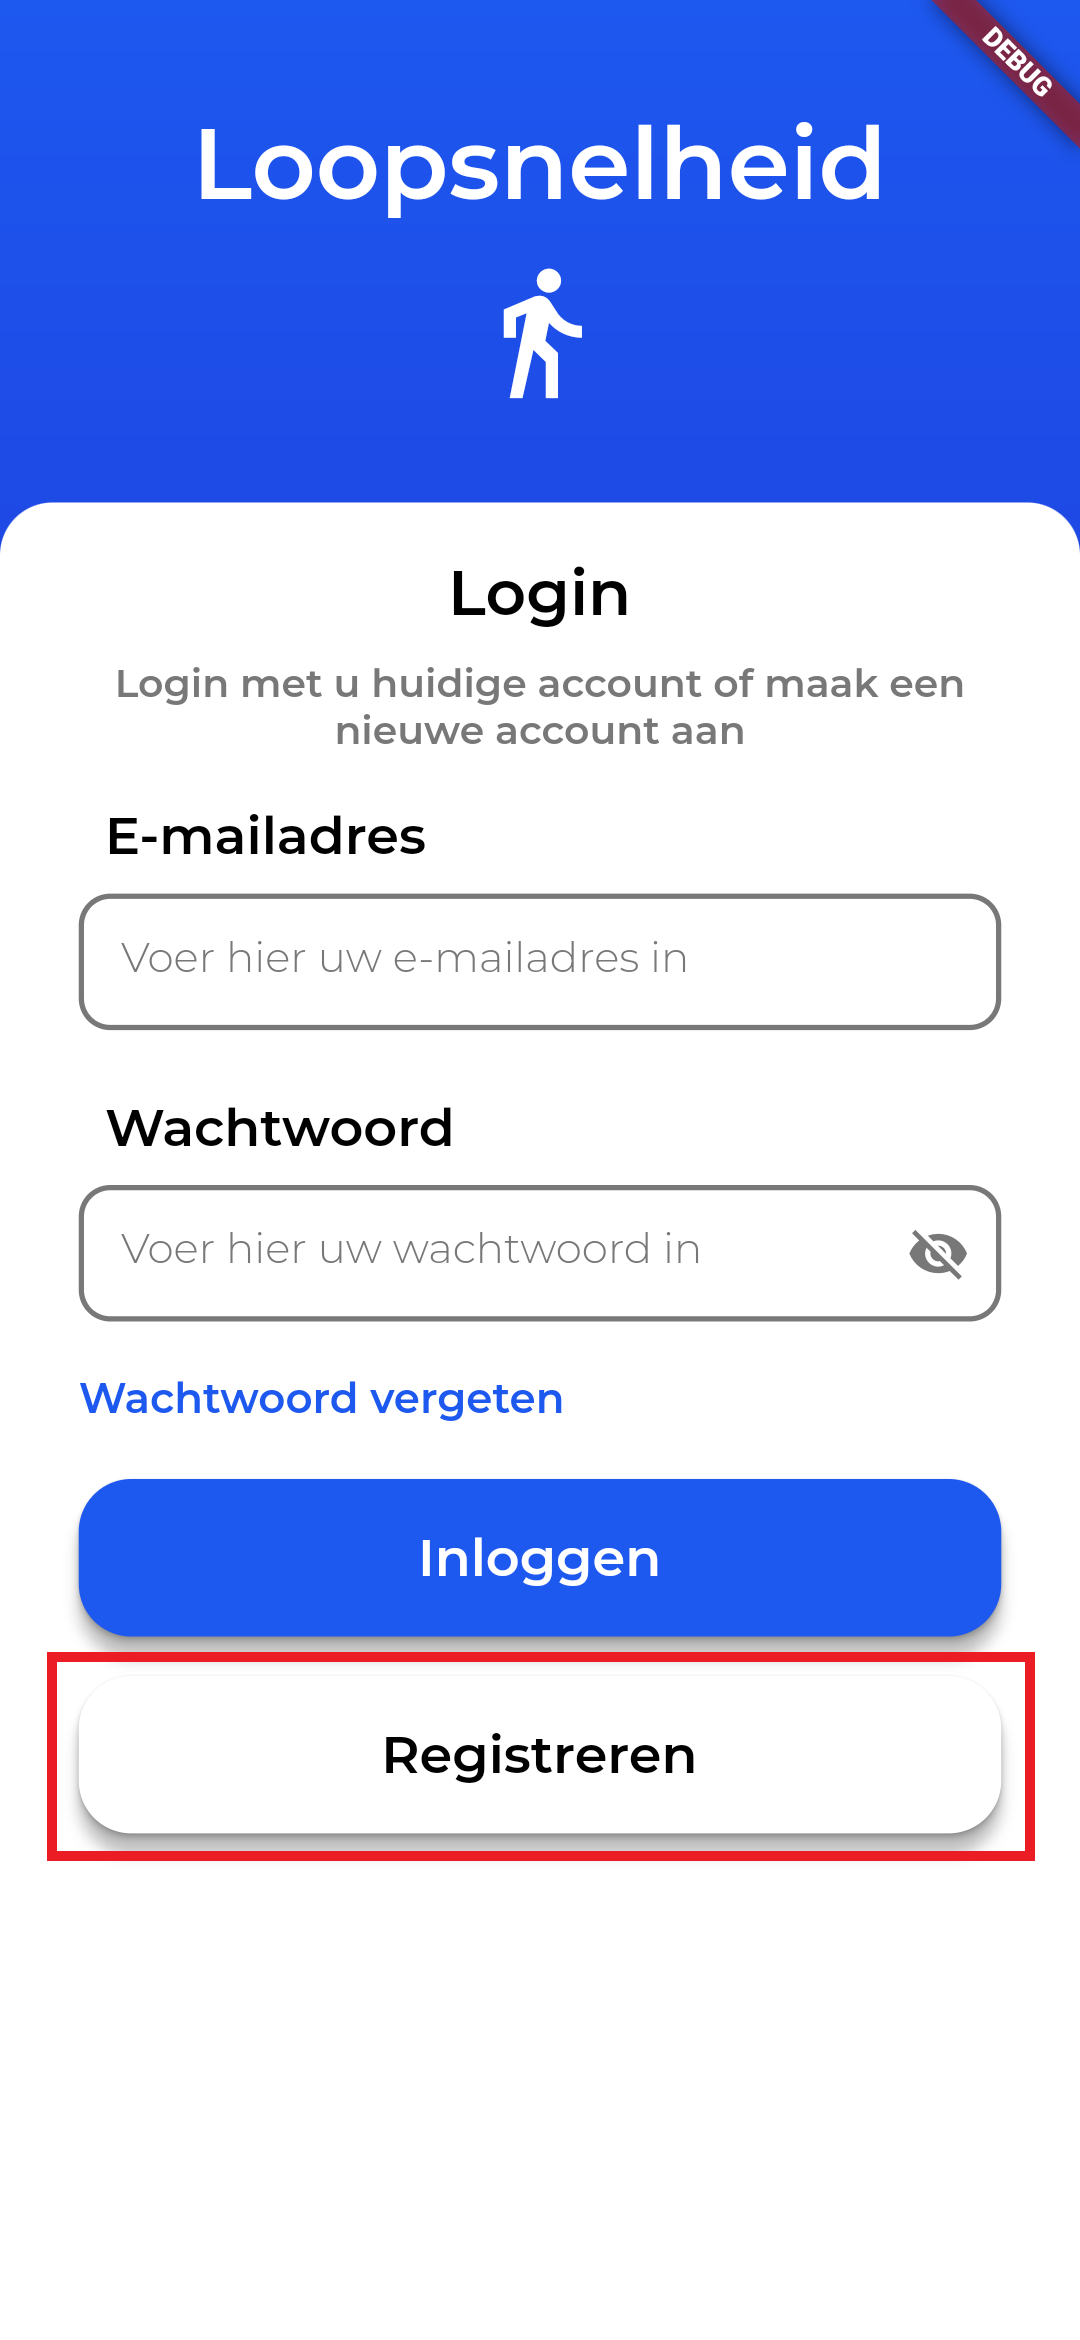 DEBUG
Loopsnelheid
Login
Login met u huidige account of maak een
nieuwe account aan
E-mailadres
Voer hier uw e-mailadres in
Wachtwoord
Voer hier uw wachtwoord in
Wachtwoord vergeten
Inloggen
Registreren